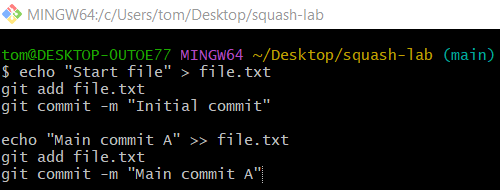 MINGW64:/c/Users/tom/Desktop/squash-lab
tom@DESKTOP-OUTOE77 MINGW64 ~/Desktop/squash-lab (main)
$ echo "Start file" > file.txt
git add file.txt
git commit -m "Initial commit"
echo "Main commit A" >> file.txt
git add file.txt
git commit -m "Main commit A"